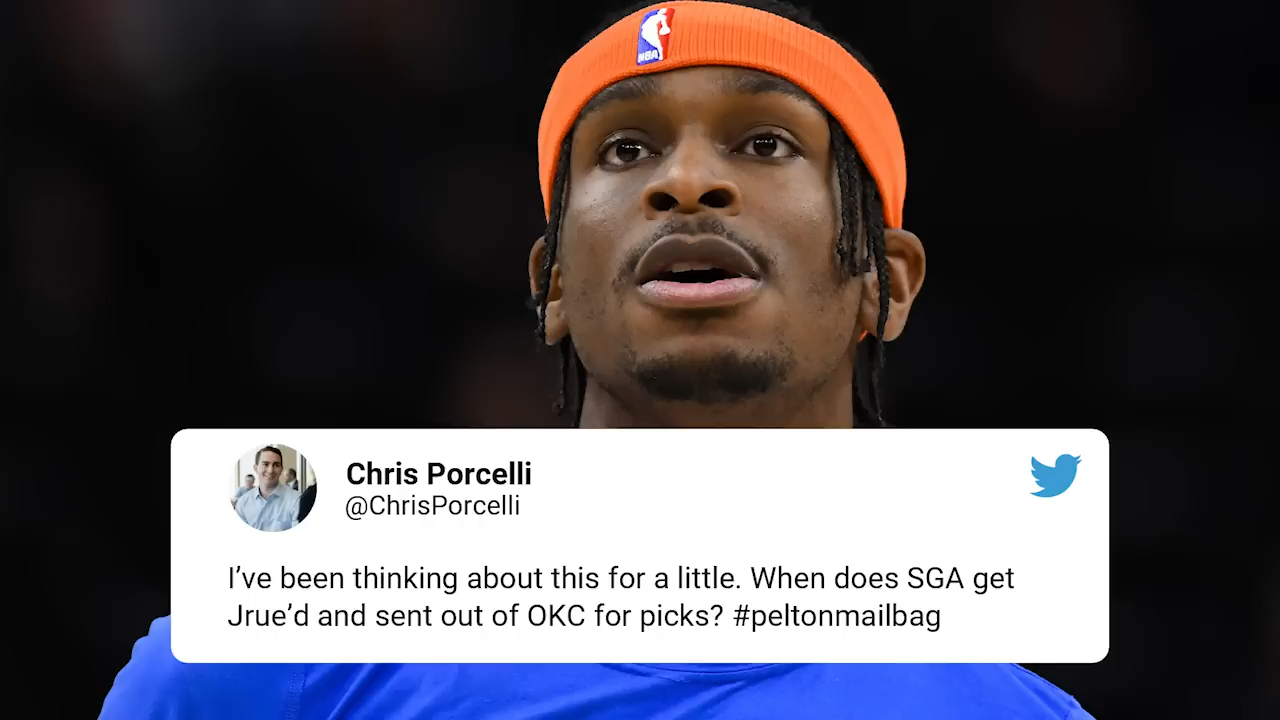 NBA
Chris Porcelli
@ChrisPorcelli
I’ve been thinking about this for a little. When does SGA get
Jrue’d and sent out of OKC for picks? #peltonmailbag